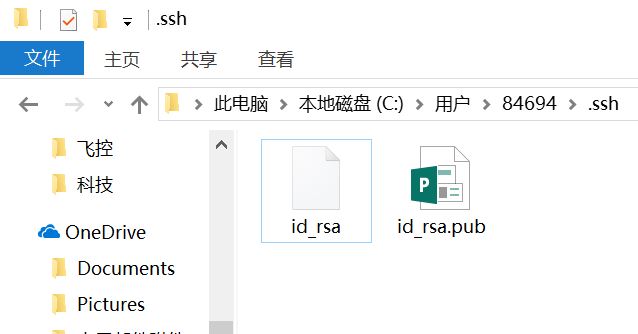 .ssh
文件 主页 共享 查看
此电脑 本地磁盘 (C:) 用户 84694 .ssh
飞控
科技
OneDrive
Documents
Pictures
id_rsa id_rsa.pub